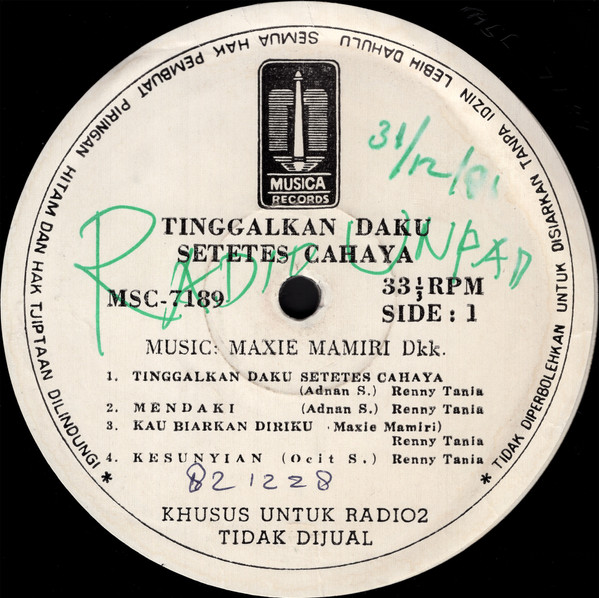 SEMUA HAK PEMBUAT PIRINGAN HITAM DAN HAK TJIPTAAN DILINDUNGI * * TIDAK DIPERBOLEHKAN UNTUK DISIARKAN TANPA IDZIN LEBIH DAHULU
MUSICA
RECORDS
31/12/81
TINGGALKAN DAKU
SETETES CAHAYA
RADIO UNPAD
MSC-7189
33⅓ RPM
SIDE : 1
MUSIC: MAXIE MAMIRI Dkk.
1. TINGGALKAN DAKU SETETES CAHAYA
(Adnan S.) Renny Tania
2. MENDAKI (Adnan S.) Renny Tania
3. KAU BIARKAN DIRIKU (Maxie Mamiri)
Renny Tania
4. KESUNYIAN (Ocit S.) Renny Tania
821228
KHUSUS UNTUK RADIO2
TIDAK DIJUAL